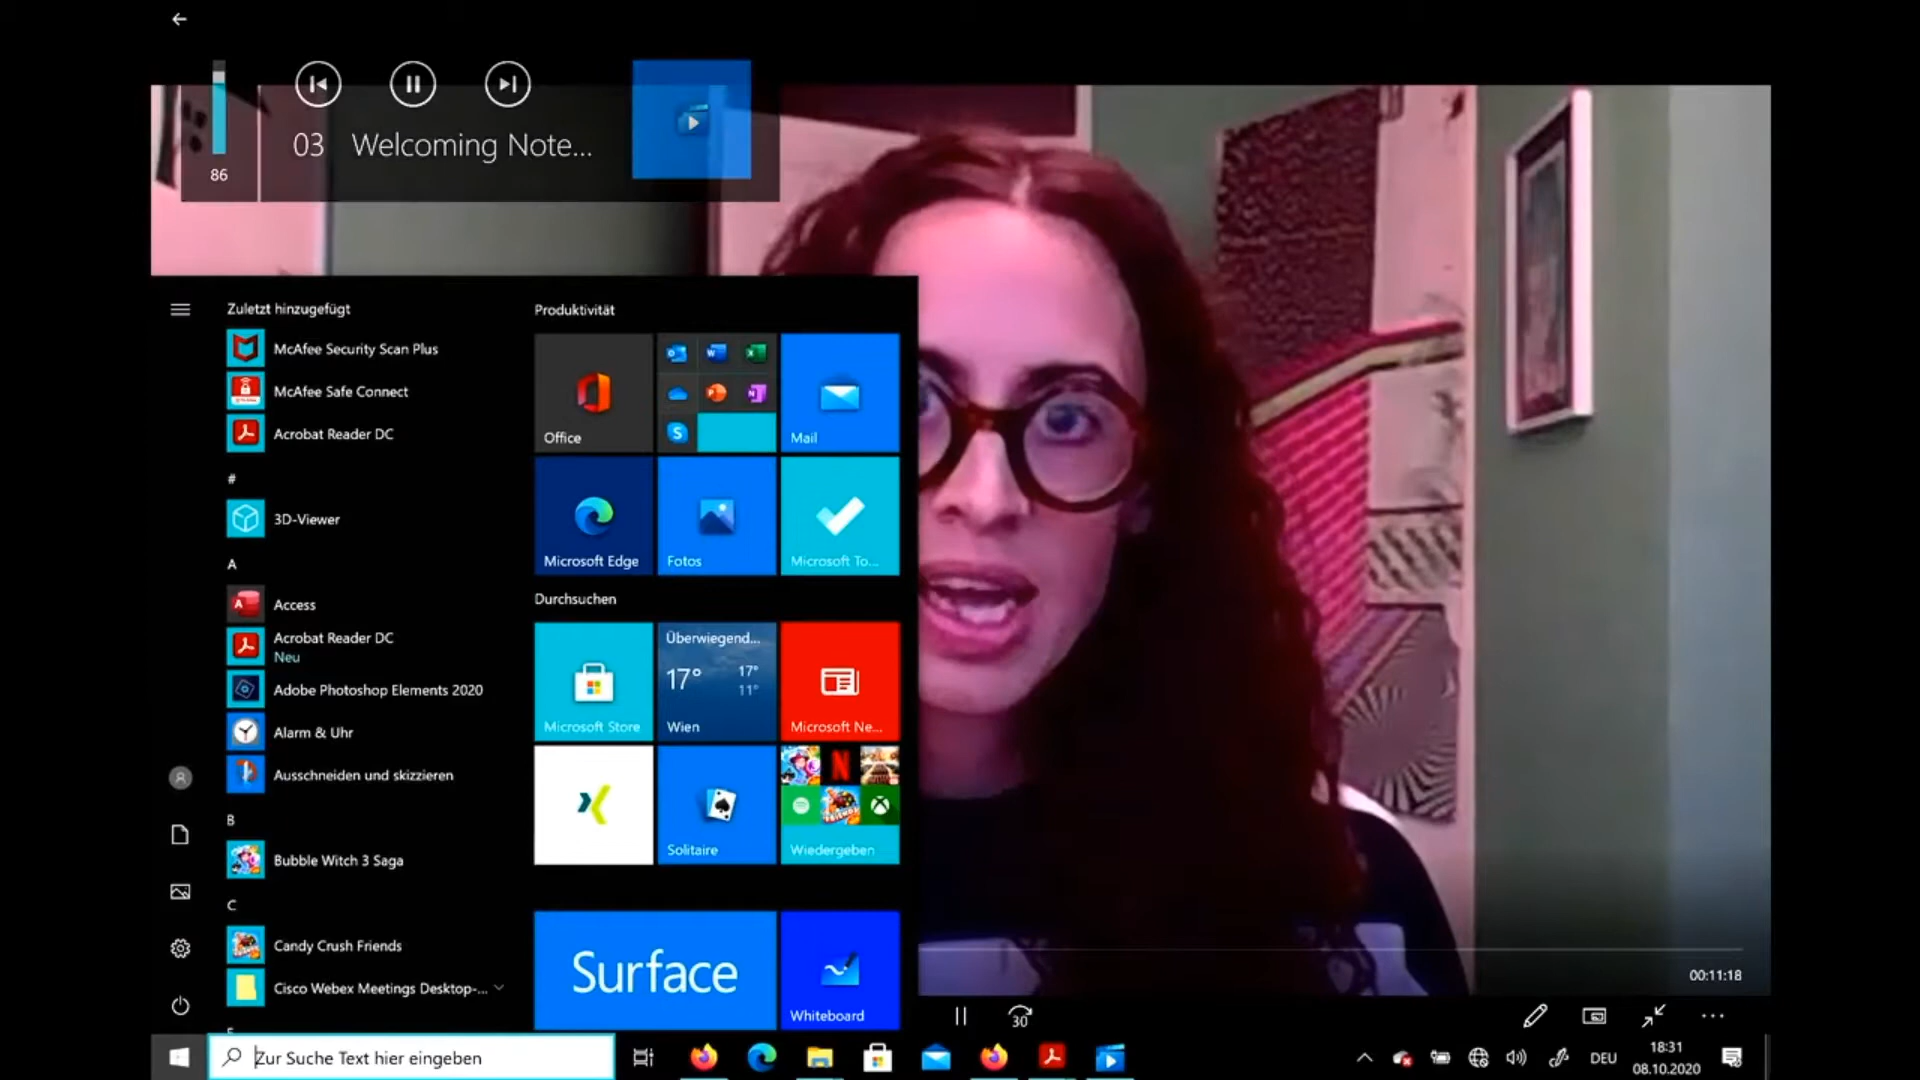 86
03 Welcoming Note...
Zuletzt hinzugefügt
McAfee Security Scan Plus
McAfee Safe Connect
Acrobat Reader DC
#
3D-Viewer
A
Access
Acrobat Reader DC
Neu
Adobe Photoshop Elements 2020
Alarm & Uhr
Ausschneiden und skizzieren
B
Bubble Witch 3 Saga
C
Candy Crush Friends
Cisco Webex Meetings Desktop-...
Produktivität
Office
Mail
Microsoft Edge
Fotos
Microsoft To...
Durchsuchen
Microsoft Store
Überwiegend...
17° 17°
11°
Wien
Microsoft Ne...
Solitaire
Wiedergeben
Surface
Whiteboard
00:11:18
30
Zur Suche Text hier eingeben
DEU
18:31
08.10.2020